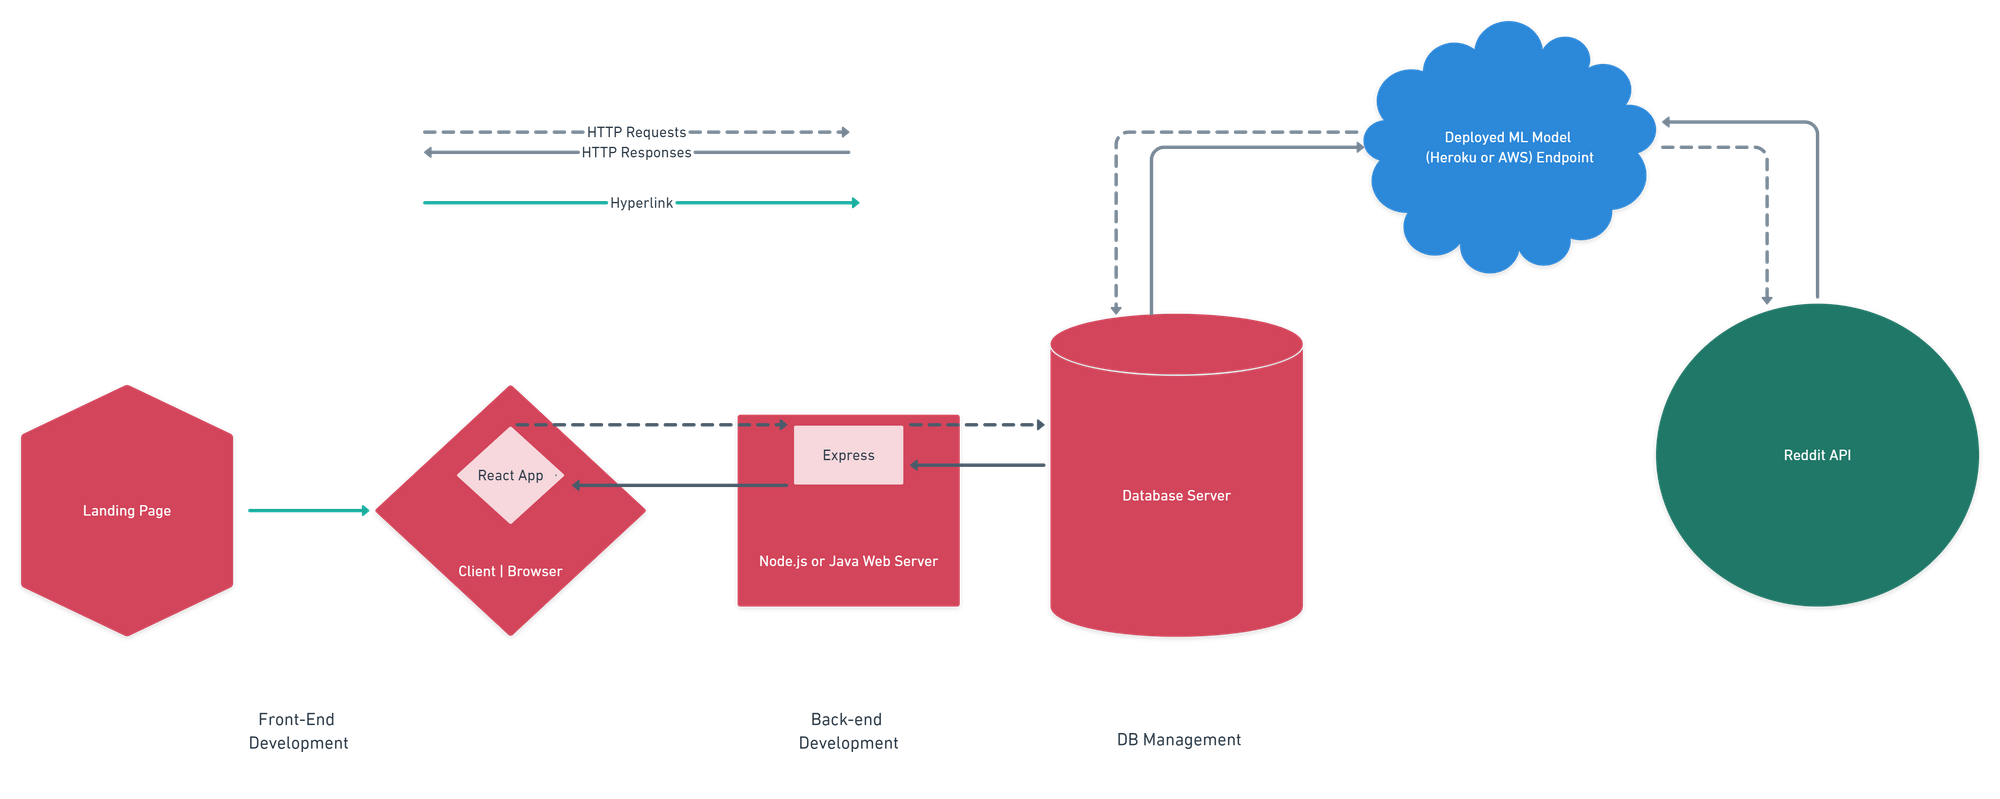 Deployed ML Model
(Heroku or AWS) Endpoint
HTTP Requests
HTTP Responses
Hyperlink
Landing Page
React App
Client | Browser
Express
Node.js or Java Web Server
Database Server
Reddit API
Front-End
Development
Back-end
Development
DB Management